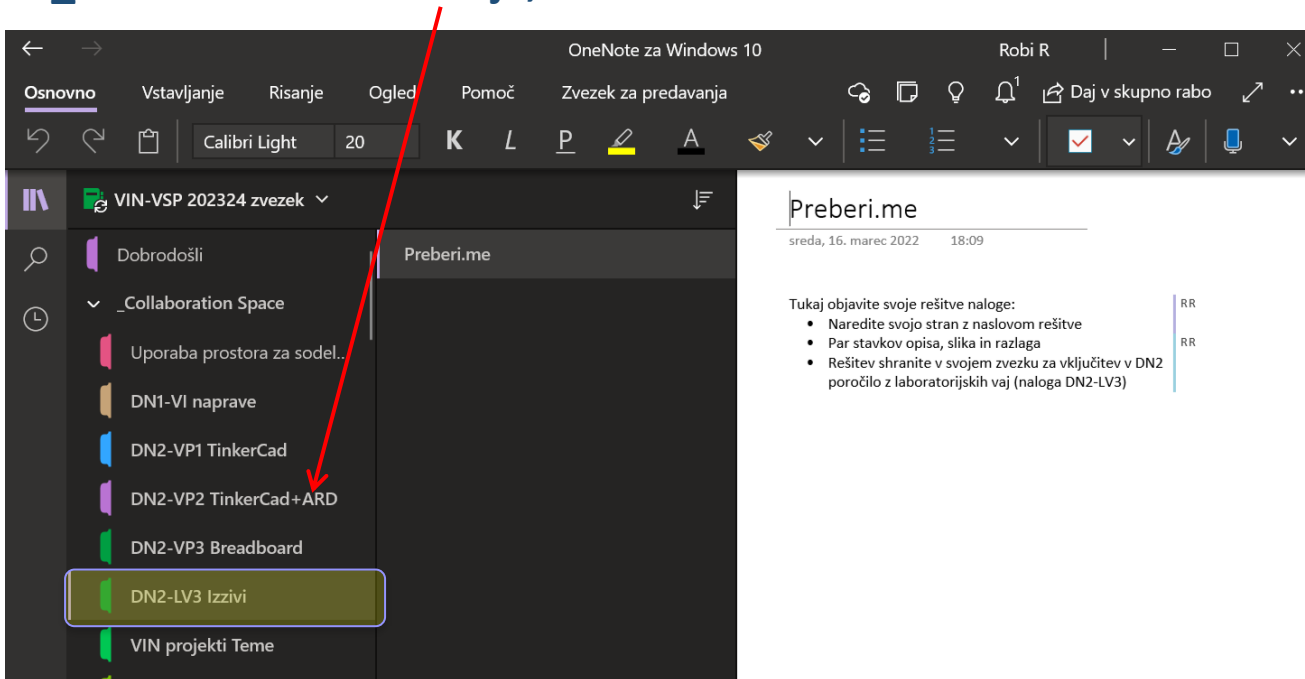 OneNote za Windows 10
Robi R
Osnovno Vstavljanje Risanje Ogled Pomoč Zvezek za predavanja 1 Daj v skupno rabo
Calibri Light 20 K L P A
VIN-VSP 202324 zvezek
Dobrodošli
_Collaboration Space
Uporaba prostora za sodel...
DN1-VI naprave
DN2-VP1 TinkerCad
DN2-VP2 TinkerCad+ARD
DN2-VP3 Breadboard
DN2-LV3 Izzivi
VIN projekti Teme
Preberi.me
Preberi.me
sreda, 16. marec 2022 18:09
Tukaj objavite svoje rešitve naloge: RR
• Naredite svojo stran z naslovom rešitve
• Par stavkov opisa, slika in razlaga RR
• Rešitev shranite v svojem zvezku za vključitev v DN2
poročilo z laboratorijskih vaj (naloga DN2-LV3)